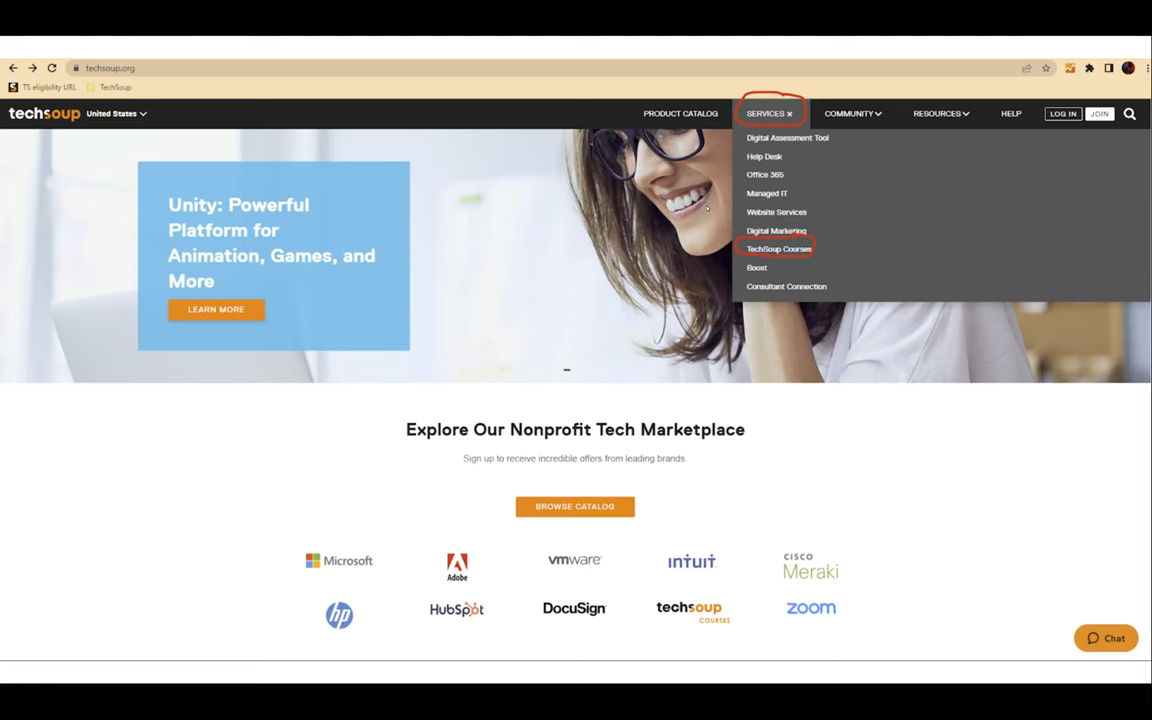 techsoup.org
TS eligibility URL TechSoup
techsoup United States PRODUCT CATALOG SERVICES × COMMUNITY RESOURCES HELP LOG IN JOIN
Digital Assessment Tool
Help Desk
Office 365
Managed IT
Website Services
Digital Marketing
TechSoup Courses
Boost
Consultant Connection
Unity: Powerful
Platform for
Animation, Games, and
More
LEARN MORE
Explore Our Nonprofit Tech Marketplace
Sign up to receive incredible offers from leading brands.
BROWSE CATALOG
Microsoft Adobe vmware INTUIT CISCO Meraki
hp HubSpot DocuSign techsoup COURSES zoom
Chat